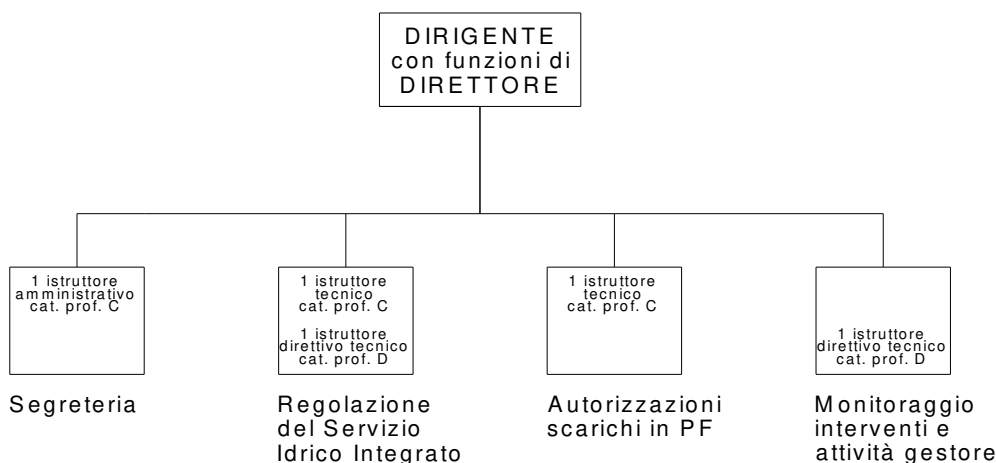 DIRIGENTE
con funzioni di
DIRETTORE
1 istruttore
amministrativo
cat. prof. C
Segreteria
1 istruttore
tecnico
cat. prof. C
1 istruttore
direttivo tecnico
cat. prof. D
Regolazione
del Servizio
Idrico Integrato
1 istruttore
tecnico
cat. prof. C
Autorizzazioni
scarichi in PF
1 istruttore
direttivo tecnico
cat. prof. D
Monitoraggio
interventi e
attività gestore